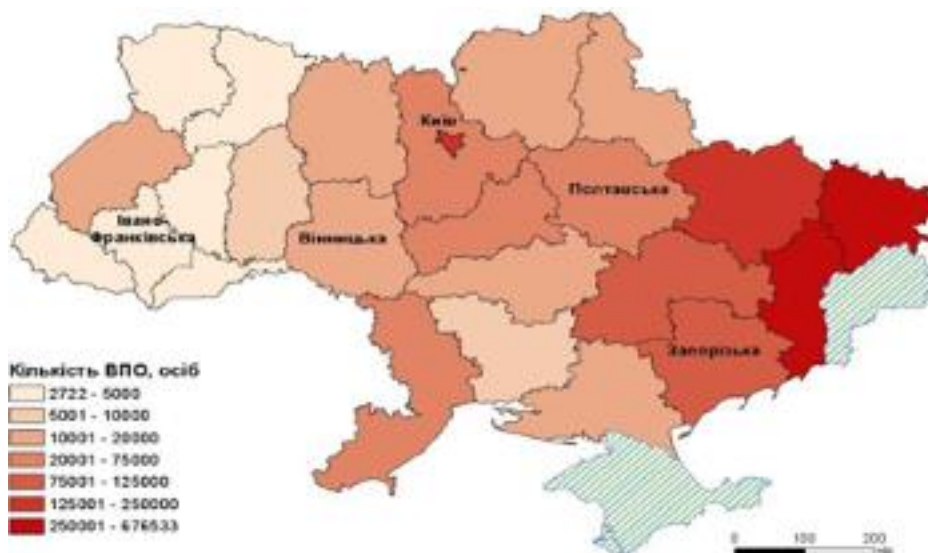 Київ
Полтавська
Івано-
Франківська
Вінницька
Запорізька
Кількість ВПО, осіб
2722 - 5000
5001 - 10000
10001 - 20000
20001 - 75000
75001 - 125000
125001 - 250000
250001 - 676533
0 100 200